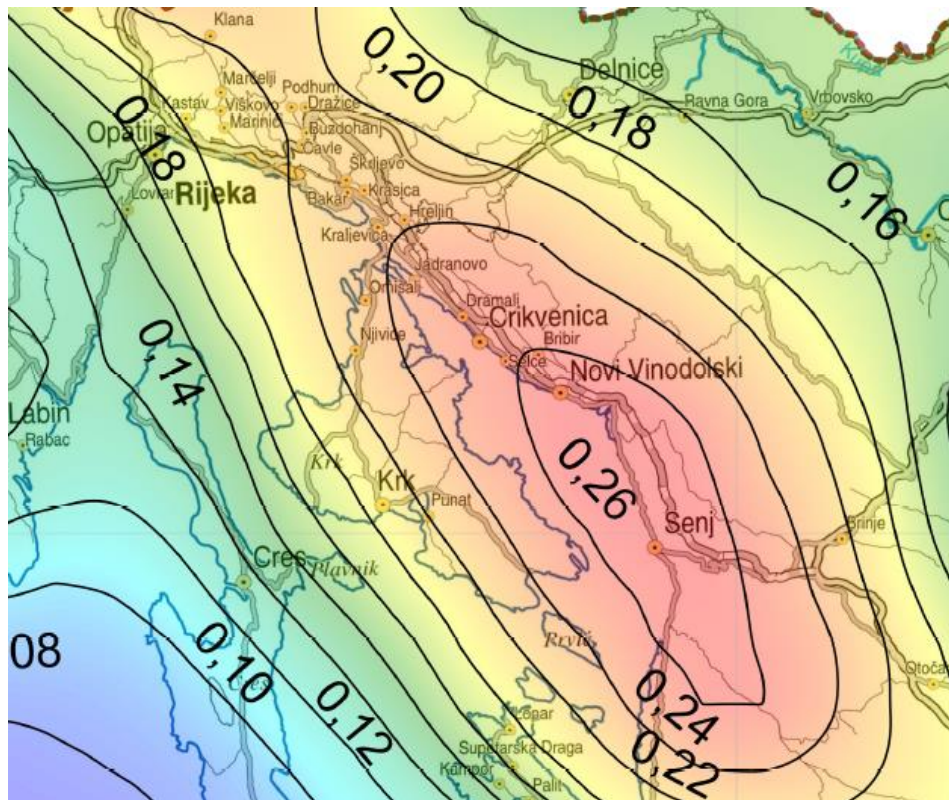 Klana
0,20
Delnice
Kupa
Marčelji
Podhum
Kastav
Viškovo
Dražice
0,18
Ravna Gora
Vrbovsko
Opatija
Marinići
Buzdohanj
0,18
Čavle
Škrljevo
Lovran
Rijeka
Bakar
Krasica
0,16
Hreljin
Kraljevica
Jadranovo
Omišalj
Dramalj
Crikvenica
Njivice
Bribir
0,14
Selce
Novi Vinodolski
Labin
Rabac
Krk
0,26
Krk
Punat
Senj
Brinje
Cres
Plavnik
Prvić
08
0,10
Cres
Otoča
0,24
0,12
Lopar
Supetarska Draga
0,22
Kampor
Palit